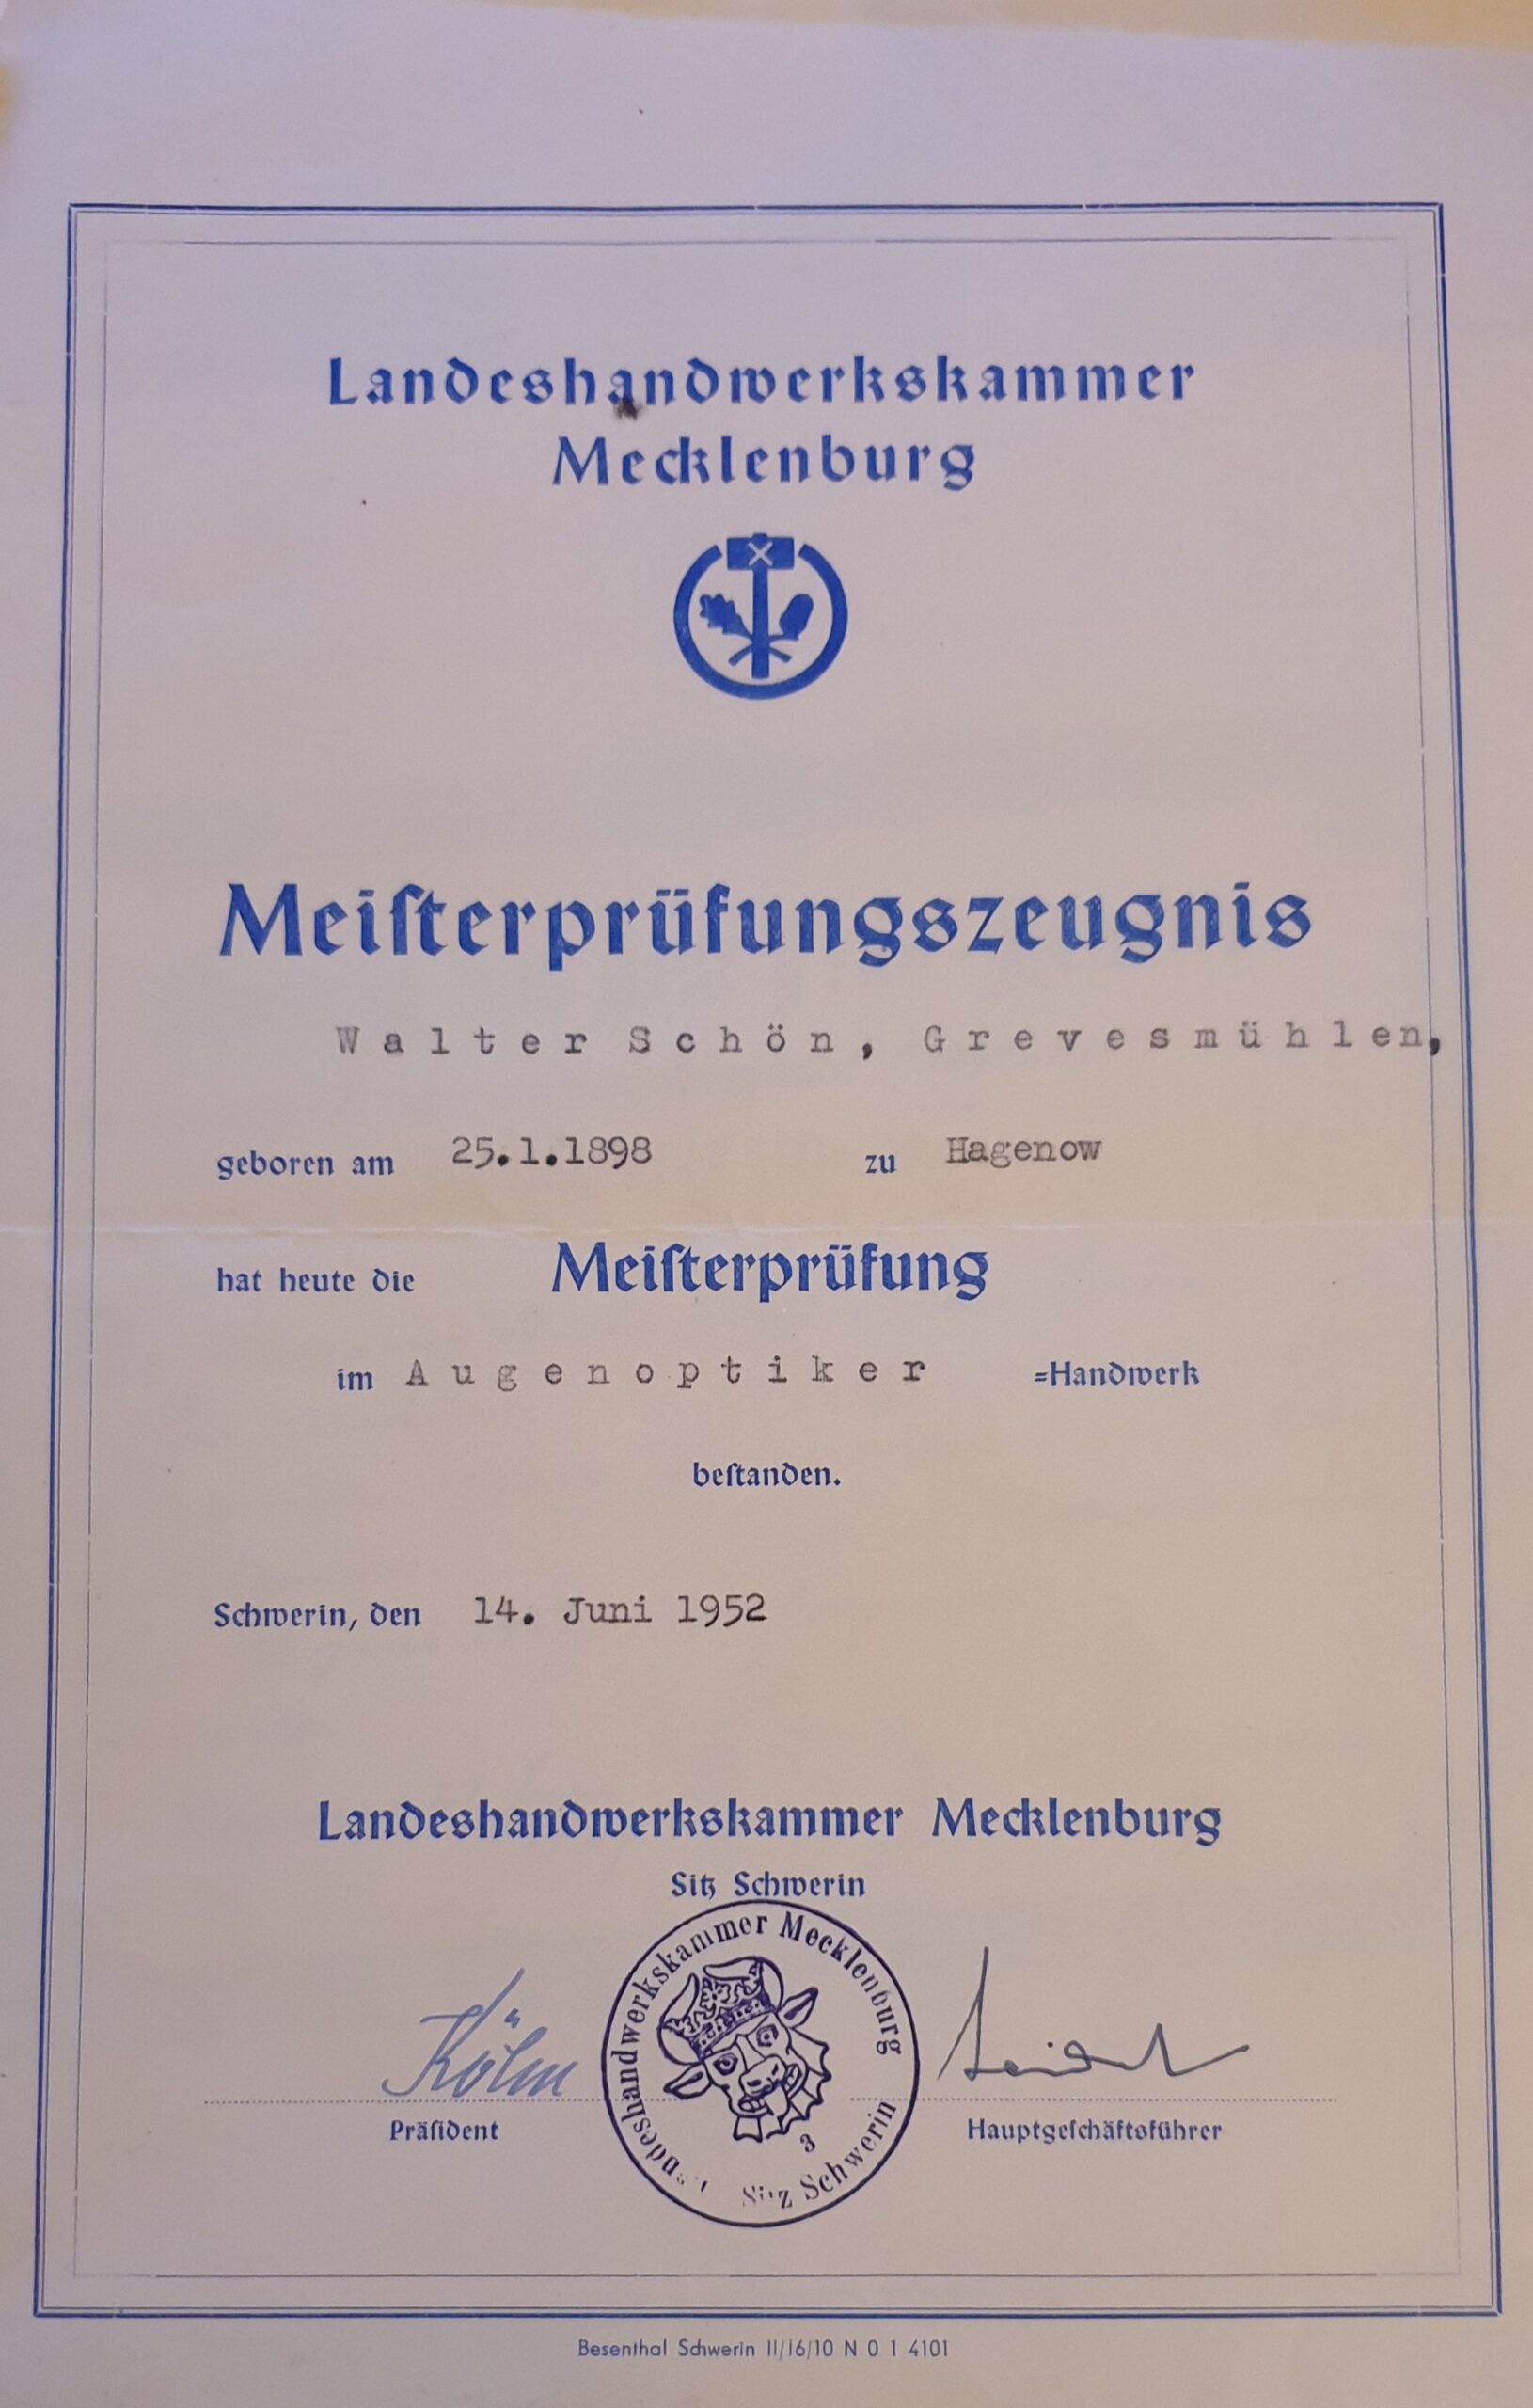 Landeshandwerkskammer
Mecklenburg
Meiſterprüfungszeugnis
Walter Schön, Grevesmühlen,
geboren am 25.1.1898 zu Hagenow
hat heute die Meiſterprüfung
im Augenoptiker =Handwerk
beſtanden.
Schwerin, den 14. Juni 1952
Landeshandwerkskammer Mecklenburg
Sitz Schwerin
Landeshandwerkskammer Mecklenburg
3
Sitz Schwerin
Präſident
Hauptgeſchäftsführer
Besenthal Schwerin II/16/10 N 0 1 4101